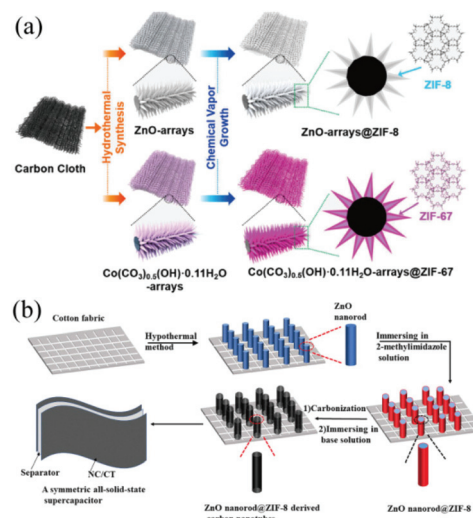 (a)
Carbon Cloth
Hydrothermal
Synthesis
ZnO-arrays
Chemical Vapor
Growth
ZnO-arrays@ZIF-8
ZIF-8
Co(CO₃)₀.₅(OH)·0.11H₂O
-arrays
Co(CO₃)₀.₅(OH)·0.11H₂O-arrays@ZIF-67
ZIF-67
(b)
Cotton fabric
Hypothermal
method
ZnO
nanorod
Immersing in
2-methylimidazole
solution
ZnO nanorod@ZIF-8
1)Carbonization
2)Immersing in
base solution
ZnO nanorod@ZIF-8 derived
carbon nanotubes
Separator
NC/CT
A symmetric all-solid-state
supercapacitor